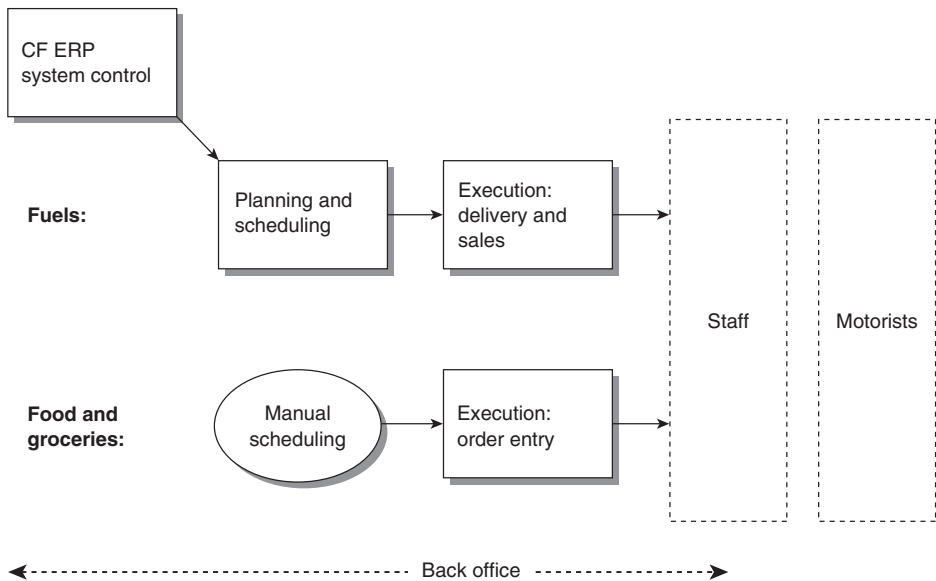 CF ERP
system control
Fuels:
Planning and
scheduling
Execution:
delivery and
sales
Staff
Motorists
Food and
groceries:
Manual
scheduling
Execution:
order entry
Back office